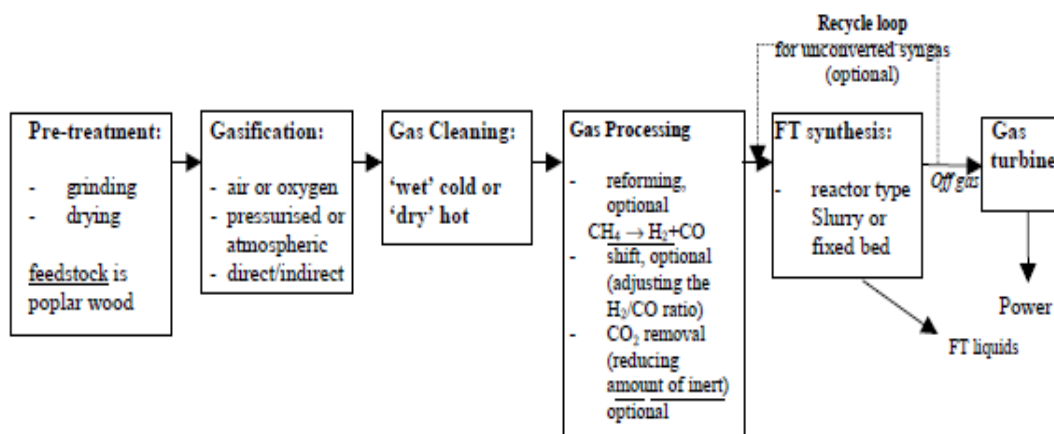 Recycle loop
for unconverted syngas
(optional)
Pre-treatment:
- grinding
- drying
feedstock is
poplar wood
Gasification:
- air or oxygen
- pressurised or
atmospheric
- direct/indirect
Gas Cleaning:
‘wet’ cold or
‘dry’ hot
Gas Processing
- reforming,
optional
CH₄ → H₂+CO
- shift, optional
(adjusting the
H₂/CO ratio)
- CO₂ removal
(reducing
amount of inert)
optional
FT synthesis:
- reactor type
Slurry or
fixed bed
Off gas
Gas
turbine
Power
FT liquids